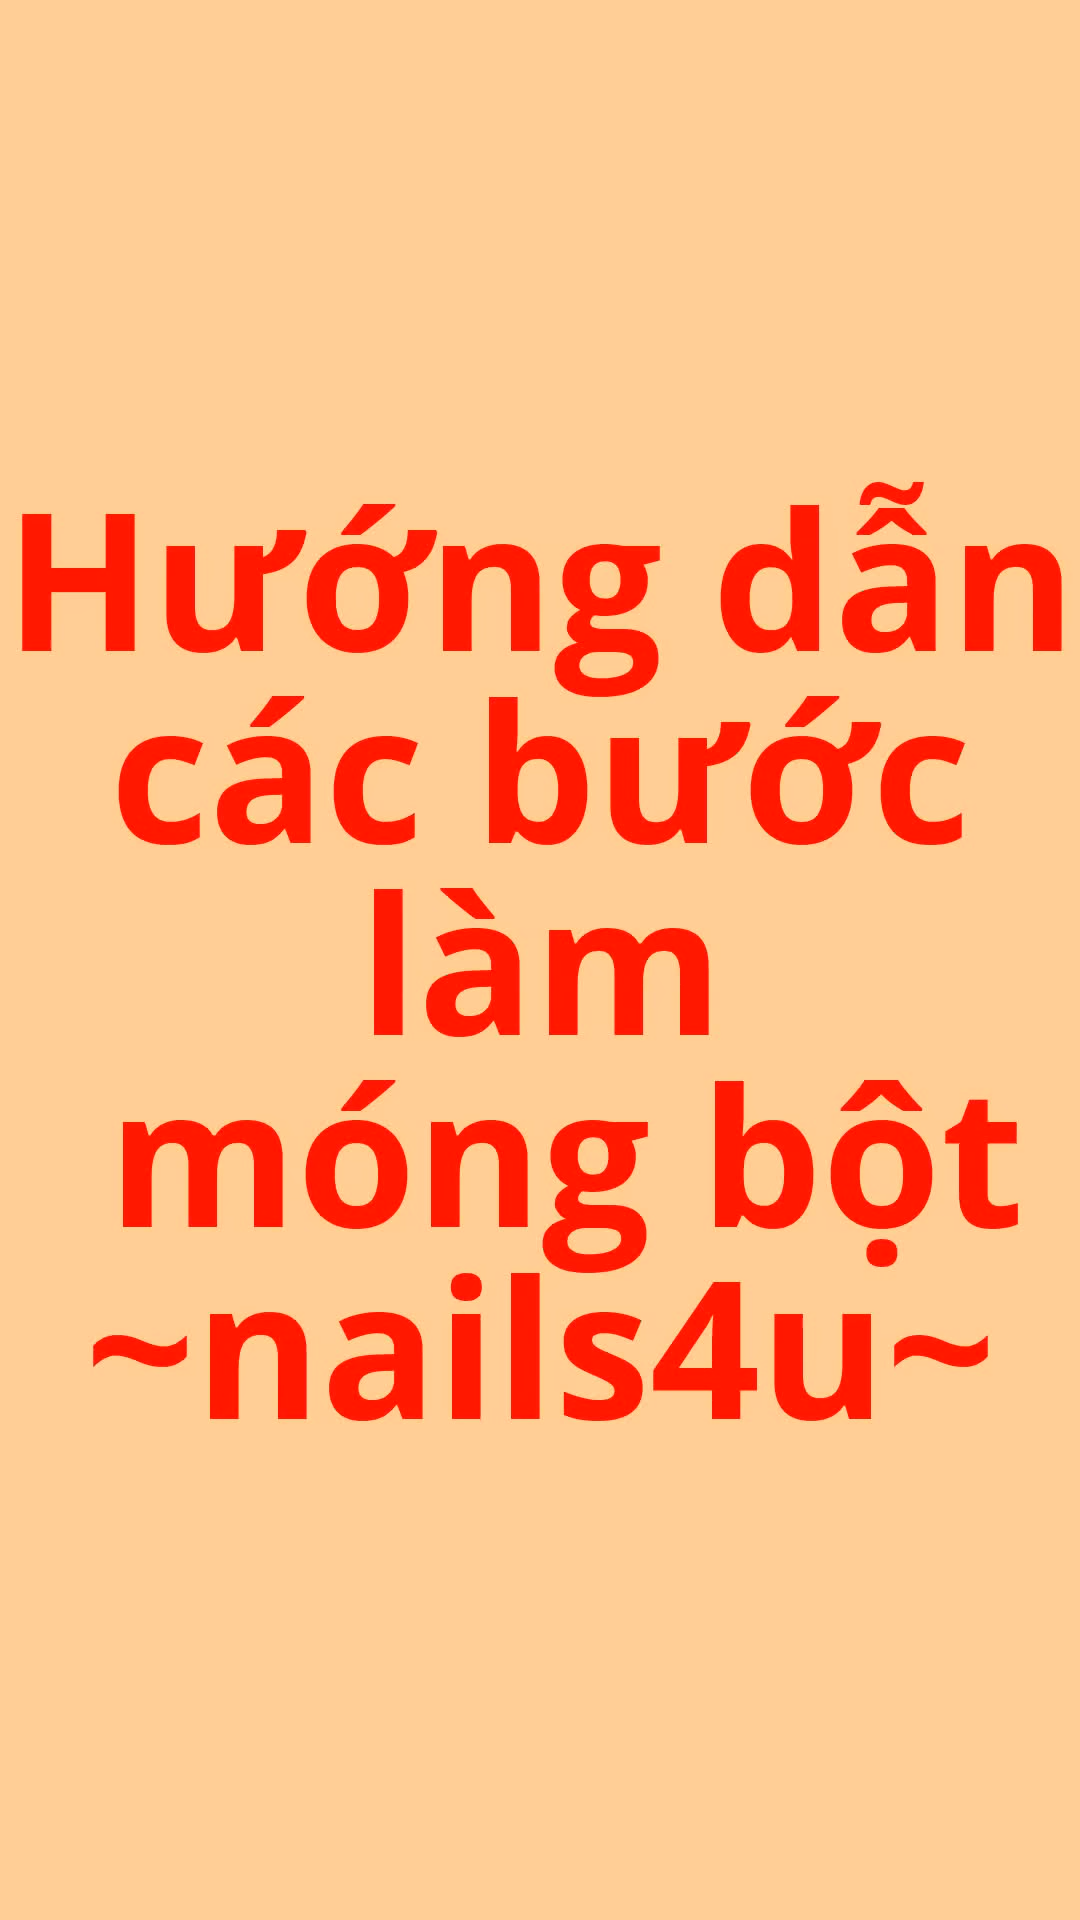 Hướng dẫn
các bước
làm
móng bột
~nails4u~